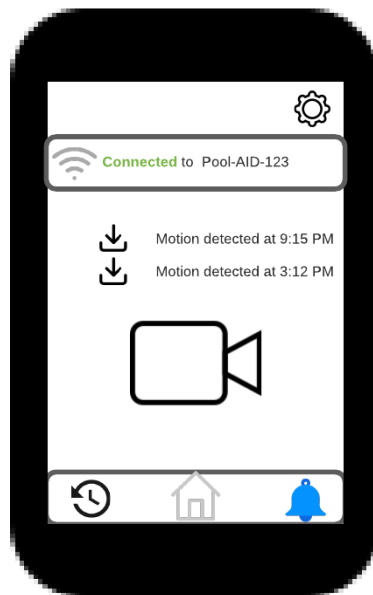 Connected to Pool-AID-123
Motion detected at 9:15 PM
Motion detected at 3:12 PM